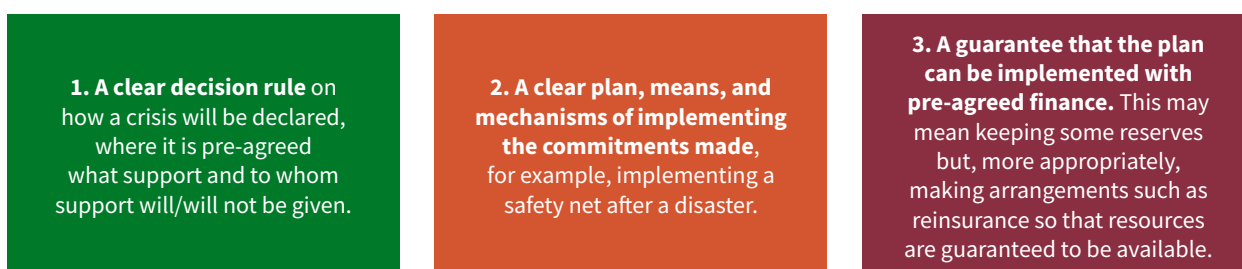 1. A clear decision rule on
how a crisis will be declared,
where it is pre-agreed
what support and to whom
support will/will not be given.
2. A clear plan, means, and
mechanisms of implementing
the commitments made,
for example, implementing a
safety net after a disaster.
3. A guarantee that the plan
can be implemented with
pre-agreed finance. This may
mean keeping some reserves
but, more appropriately,
making arrangements such as
reinsurance so that resources
are guaranteed to be available.